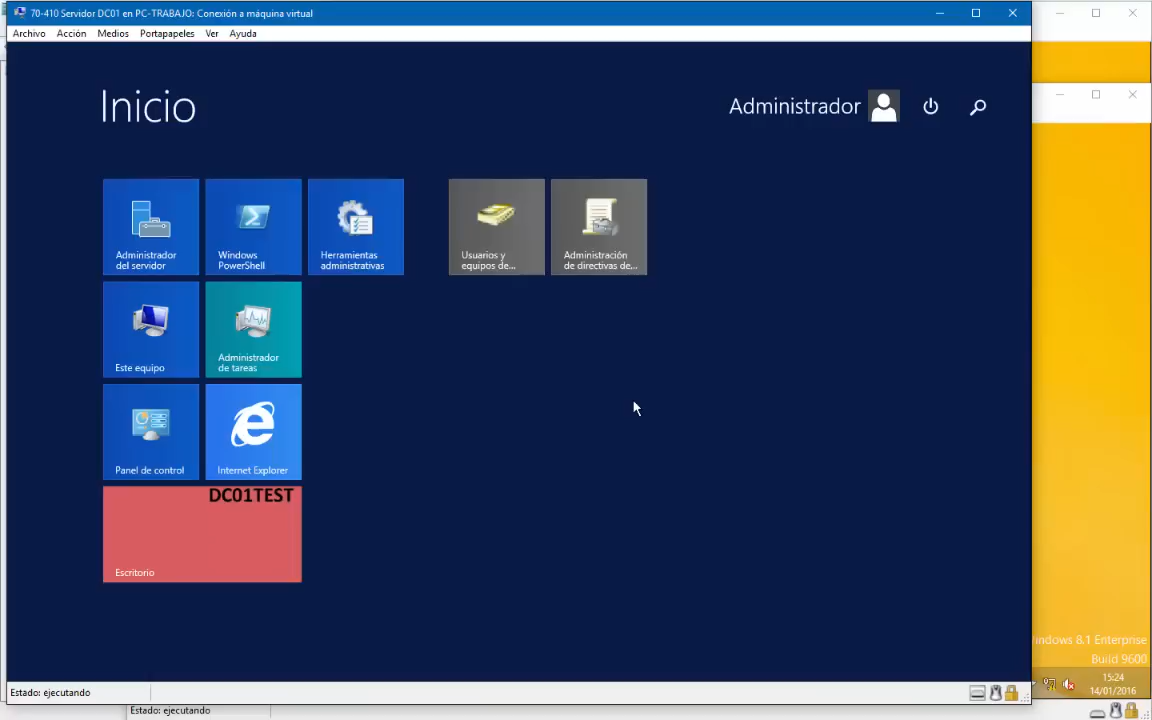 70-410 Servidor DC01 en PC-TRABAJO: Conexión a máquina virtual
Archivo Acción Medios Portapapeles Ver Ayuda
Inicio
Administrador
Administrador
del servidor
Windows
PowerShell
Herramientas
administrativas
Usuarios y
equipos de...
Administración
de directivas de...
Este equipo
Administrador
de tareas
Panel de control
Internet Explorer
DC01TEST
Escritorio
Estado: ejecutando
Estado: ejecutando
indows 8.1 Enterprise
Build 9600
15:24
14/01/2016